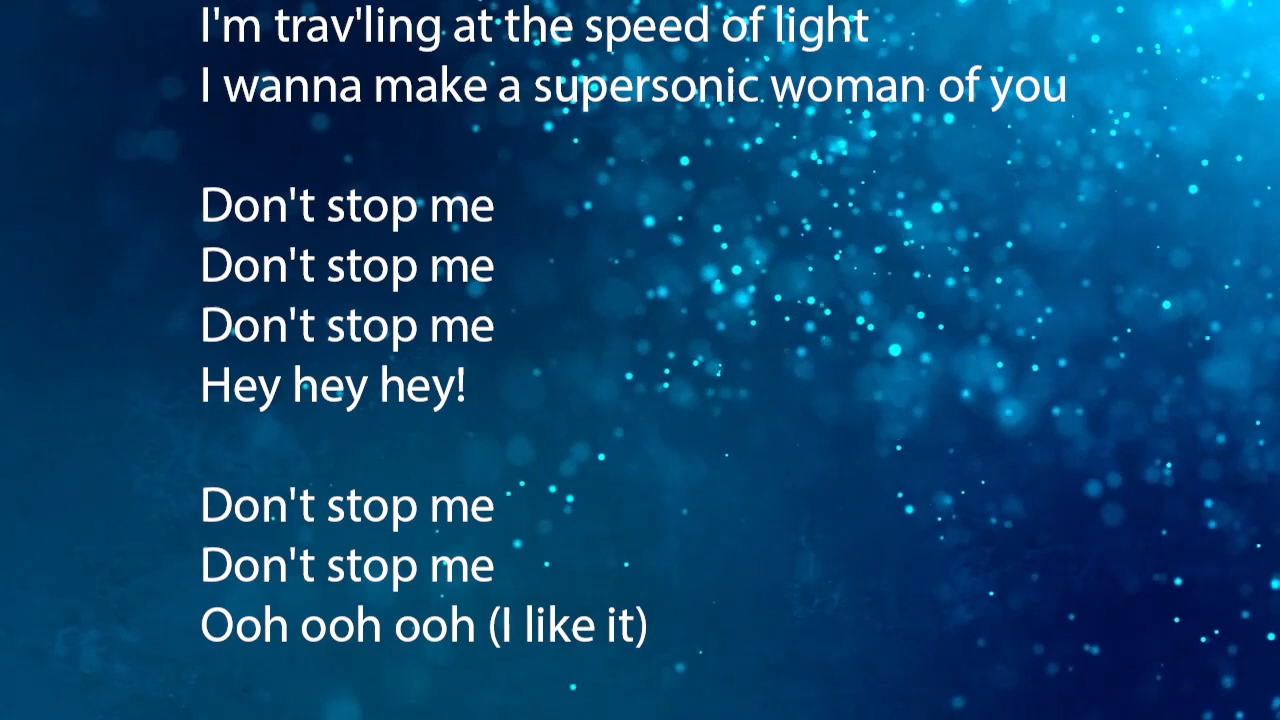 I'm trav'ling at the speed of light
I wanna make a supersonic woman of you
Don't stop me
Don't stop me
Don't stop me
Hey hey hey!
Don't stop me
Don't stop me
Ooh ooh ooh (I like it)